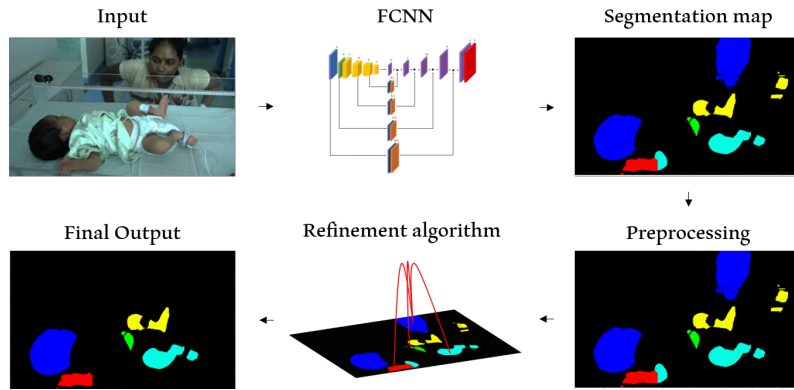 Input
FCNN
Segmentation map
Final Output
Refinement algorithm
Preprocessing